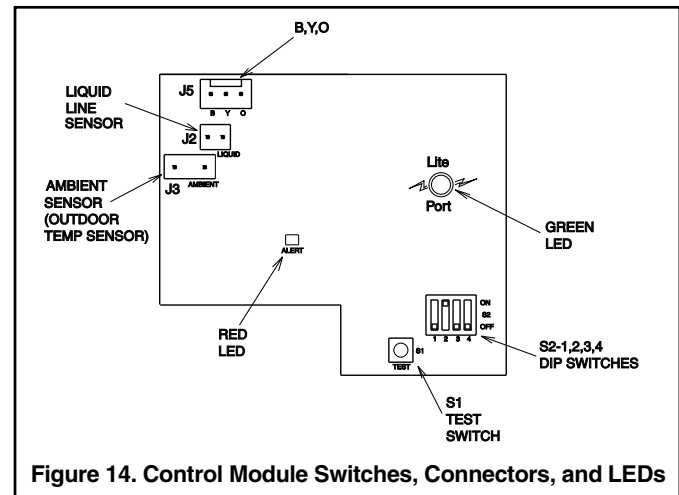 B,Y,O
LIQUID
LINE
SENSOR
J5
B Y O
J2
LIQUID
J3
AMBIENT
AMBIENT
SENSOR
(OUTDOOR
TEMP SENSOR)
Lite
Port
GREEN
LED
ALERT
RED
LED
ON
S2
OFF
1 2 3 4
S2-1,2,3,4
DIP SWITCHES
S1
TEST
S1
TEST
SWITCH
Figure 14. Control Module Switches, Connectors, and LEDs